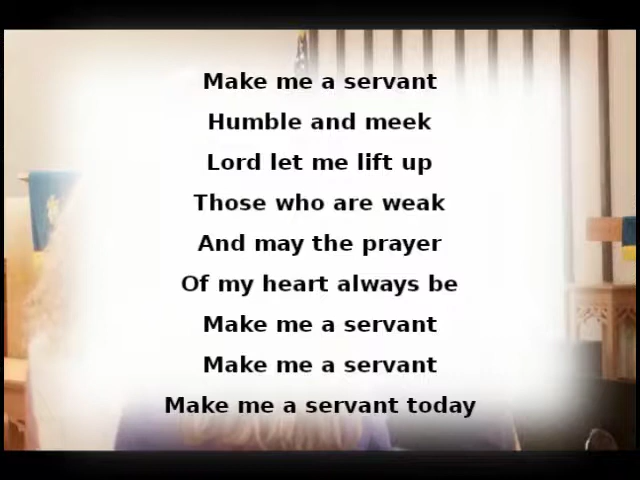 Make me a servant
Humble and meek
Lord let me lift up
Those who are weak
And may the prayer
Of my heart always be
Make me a servant
Make me a servant
Make me a servant today